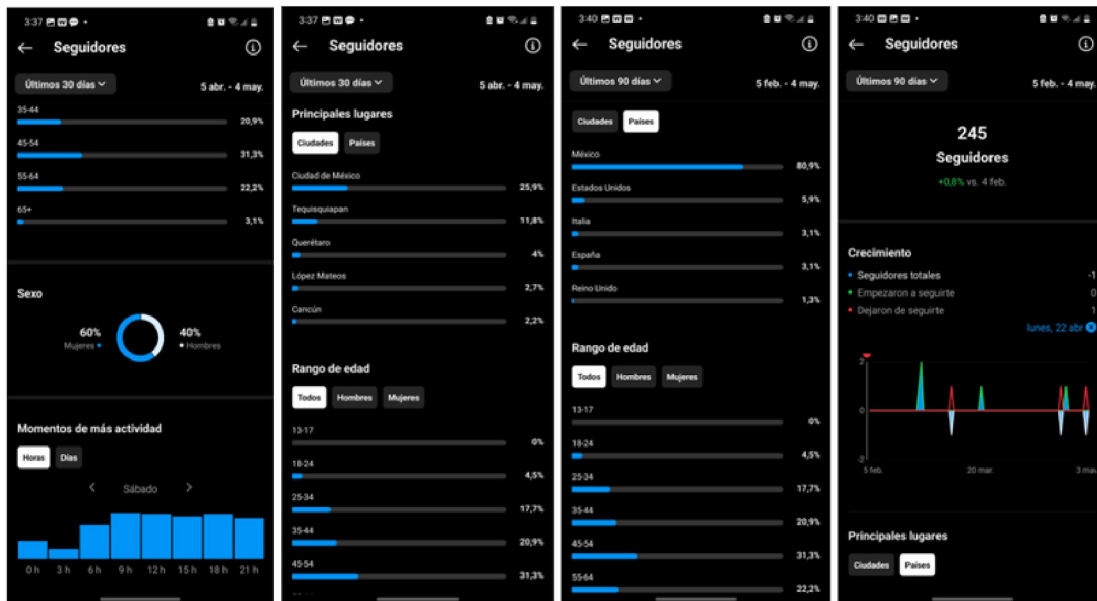 3:37
Seguidores
Últimos 30 días
5 abr. - 4 may.
35-44
20,9%
45-54
31,3%
55-64
22,2%
65+
3,1%
Sexo
60%
Mujeres
40%
Hombres
Momentos de más actividad
Horas Días
Sábado
0 h 3 h 6 h 9 h 12 h 15 h 18 h 21 h
3:37
Seguidores
Últimos 30 días
5 abr. - 4 may.
Principales lugares
Ciudades Países
Ciudad de México
25,9%
Tequisquiapan
11,8%
Querétaro
4%
López Mateos
2,7%
Cancún
2,2%
Rango de edad
Todos Hombres Mujeres
13-17
0%
18-24
4,5%
25-34
17,7%
35-44
20,9%
45-54
31,3%
3:40
Seguidores
Últimos 90 días
5 feb. - 4 may.
Ciudades Países
México
80,9%
Estados Unidos
5,9%
Italia
3,1%
España
3,1%
Reino Unido
1,3%
Rango de edad
Todos Hombres Mujeres
13-17
0%
18-24
4,5%
25-34
17,7%
35-44
20,9%
45-54
31,3%
55-64
22,2%
3:40
Seguidores
Últimos 90 días
5 feb. - 4 may.
245
Seguidores
+0,8% vs. 4 feb.
Crecimiento
Seguidores totales -1
Empezaron a seguirte 0
Dejaron de seguirte 1
lunes, 22 abr
2
0
-2
5 feb. 20 mar. 3 may
Principales lugares
Ciudades Países